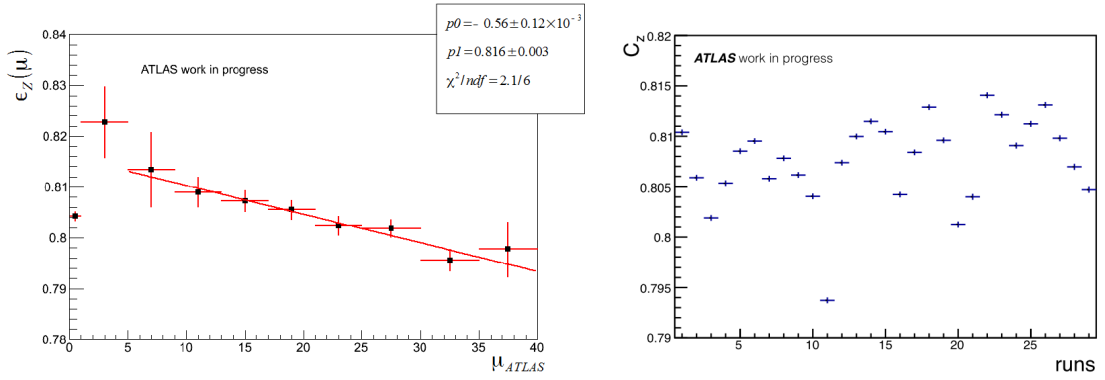 p0=− 0.56±0.12×10⁻³
p1=0.816±0.003
χ²/ndf=2.1/6
ATLAS work in progress
ϵ_Z(μ)
0.84
0.83
0.82
0.81
0.8
0.79
0.78
0 5 10 15 20 25 30 35 40
μ_ATLAS
C_z
ATLAS work in progress
0.82
0.815
0.81
0.805
0.8
0.795
0.79
5 10 15 20 25
runs